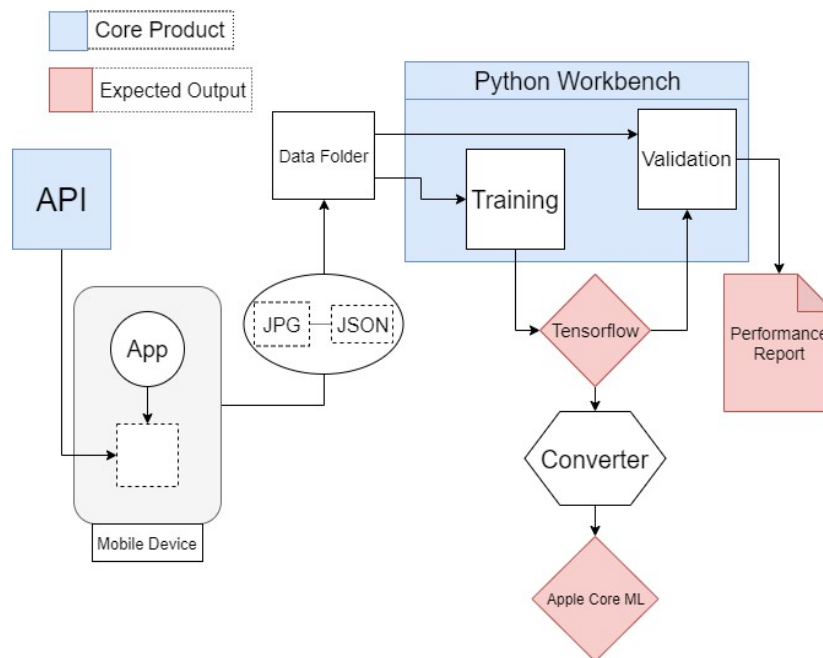 Core Product
Expected Output
Python Workbench
Data Folder
Validation
API
Training
JPG
JSON
Tensorflow
Performance
Report
App
Converter
Mobile Device
Apple Core ML